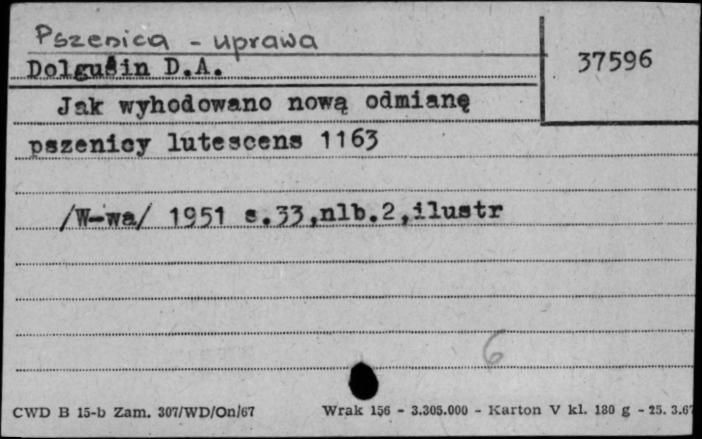 Pszenica - uprawa
37596
Dolgušin D.A.
Jak wyhodowano nową odmianę
pszenicy lutescens 1163
/W-wa/ 1951 s.33,nlb.2,ilustr
6
CWD B 15-b Zam. 307/WD/On/67
Wrak 156 - 3.305.000 - Karton V kl. 180 g - 25. 3.67